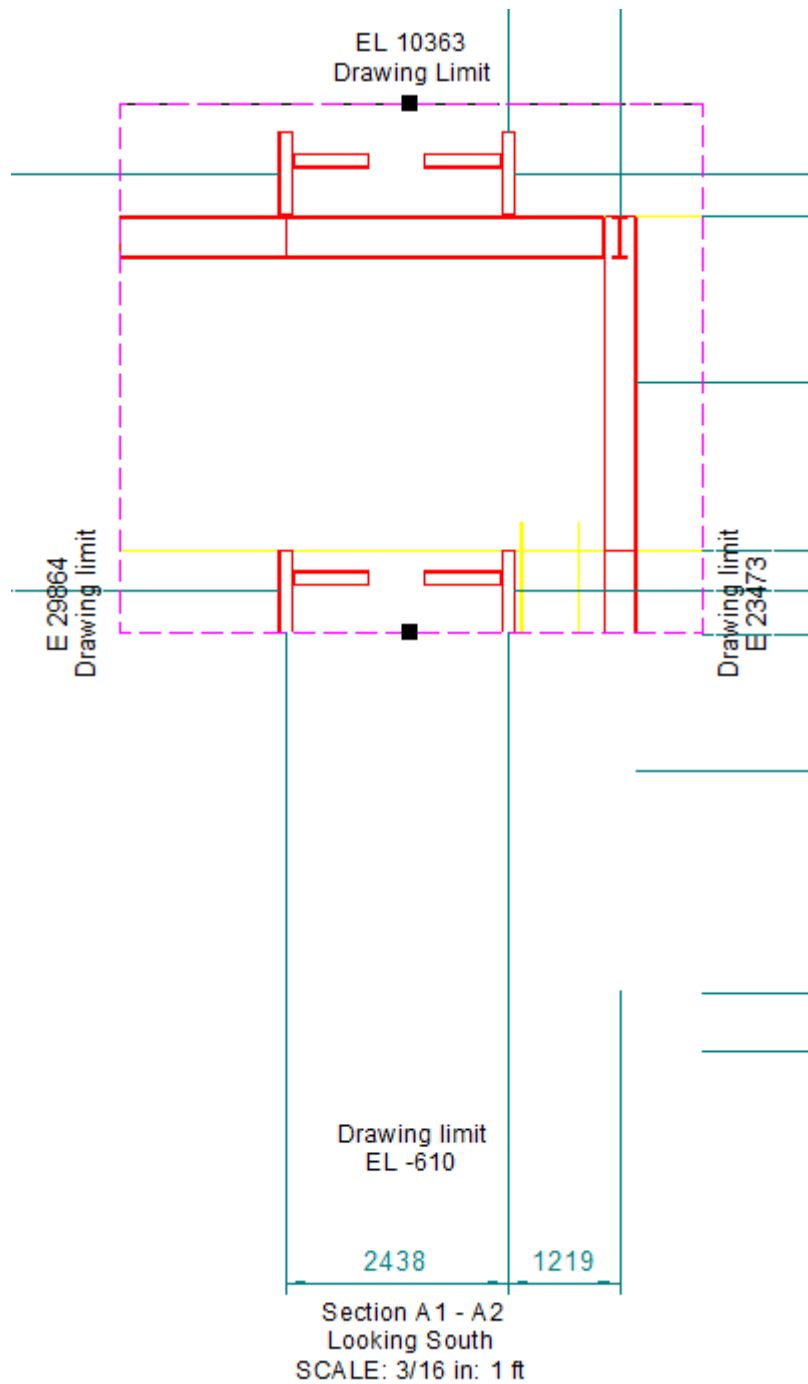 EL 10363
Drawing Limit
E 29864
Drawing limit
Drawing limit
E 23473
Drawing limit
EL -610
2438
1219
Section A1 - A2
Looking South
SCALE: 3/16 in: 1 ft